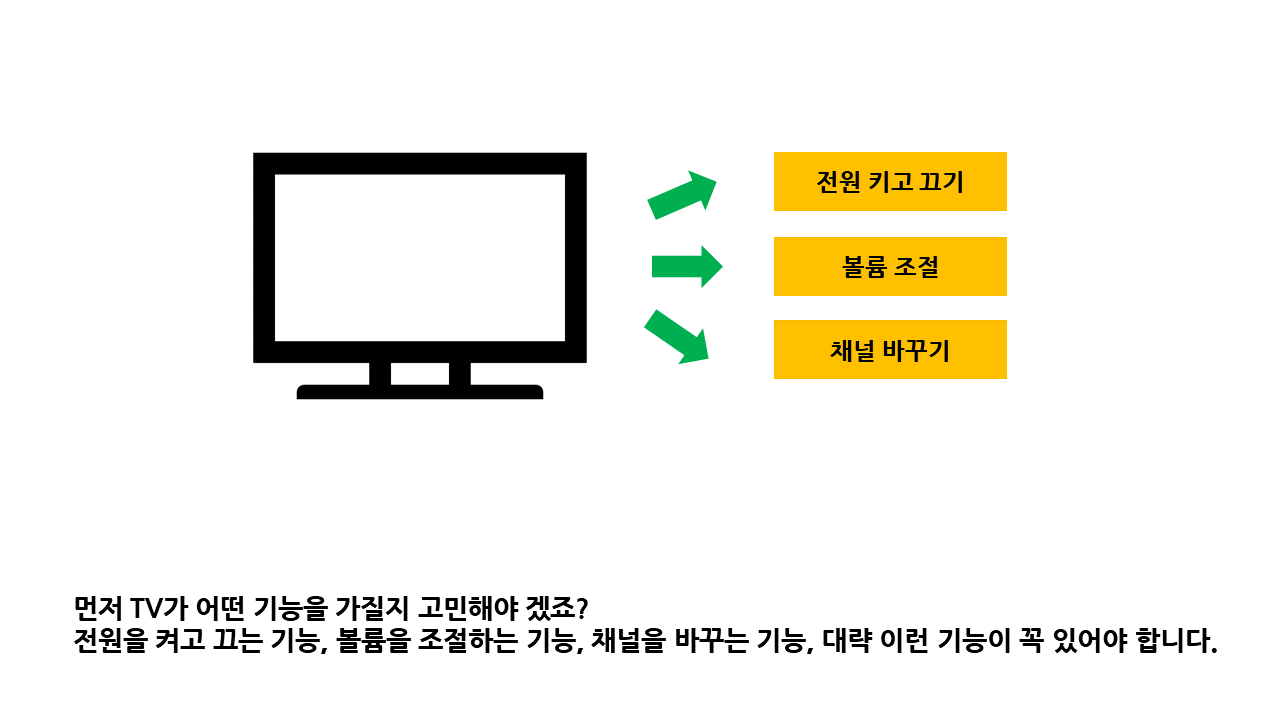 전원 키고 끄기
볼륨 조절
채널 바꾸기
먼저 TV가 어떤 기능을 가질지 고민해야 겠죠?
전원을 켜고 끄는 기능, 볼륨을 조절하는 기능, 채널을 바꾸는 기능, 대략 이런 기능이 꼭 있어야 합니다.